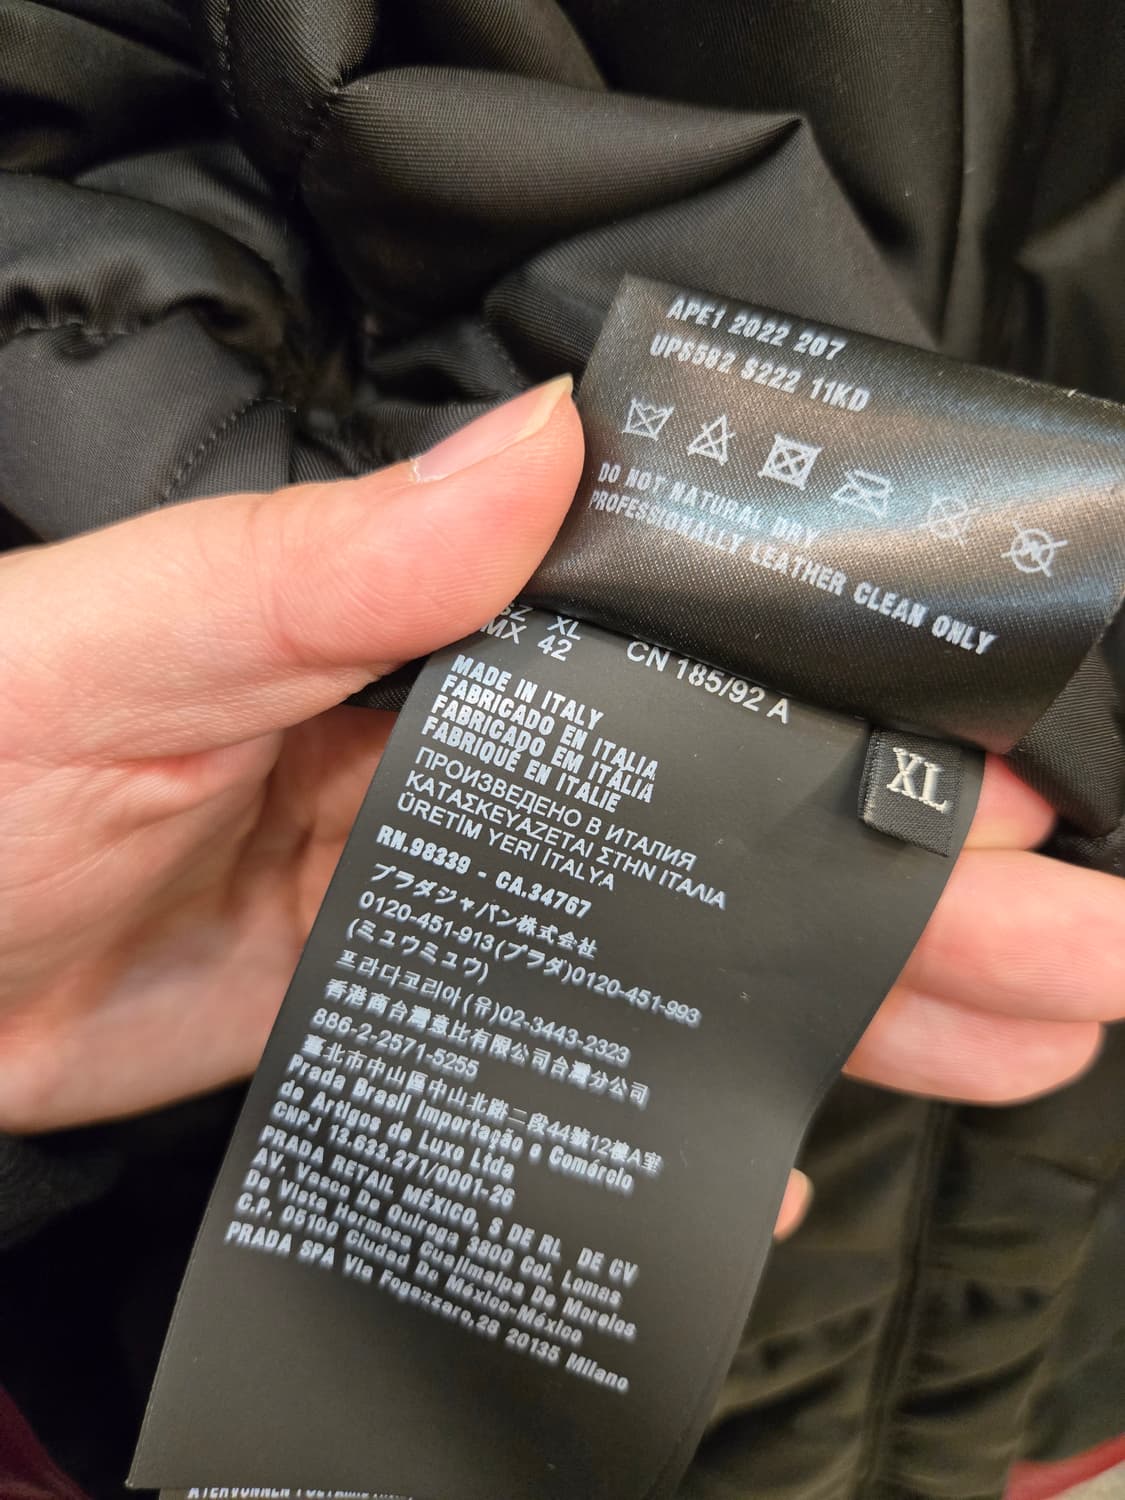 APE1 2022 207
UPS582 S222 11KD
DO NOT NATURAL DRY
PROFESSIONALLY LEATHER CLEAN ONLY
SZ XL
MX 42
CN 185/92 A
XL
MADE IN ITALY
FABRICADO EN ITALIA
FABRICADO EM ITALIA
FABRIQUÉ EN ITALIE
ПРОИЗВЕДЕНО В ИТАЛИЯ
ΚΑΤΑΣΚΕΥΑΖΕΤΑΙ ΣΤΗΝ ΙΤΑΛΙΑ
ÜRETİM YERİ İTALYA
RN.98339 - CA.34767
プラダジャパン株式会社
0120-451-913(プラダ)0120-451-993
(ミュウミュウ)
프라다코리아(유)02-3443-2323
香港商台灣意比有限公司台灣分公司
886-2-2571-5255
臺北市中山區中山北路二段44號12樓A室
Prada Brasil Importação e Comércio
de Artigos de Luxo Ltda
CNPJ 13.633.271/0001-26
PRADA RETAIL MÉXICO, S DE RL DE CV
AV. Vasco De Quiroga 3800 Col. Lomas
De Vista Hermosa Cuajimalpa De Morelos
C.P. 05100 Ciudad De México-México
PRADA SPA Via Fogazzaro,28 20135 Milano